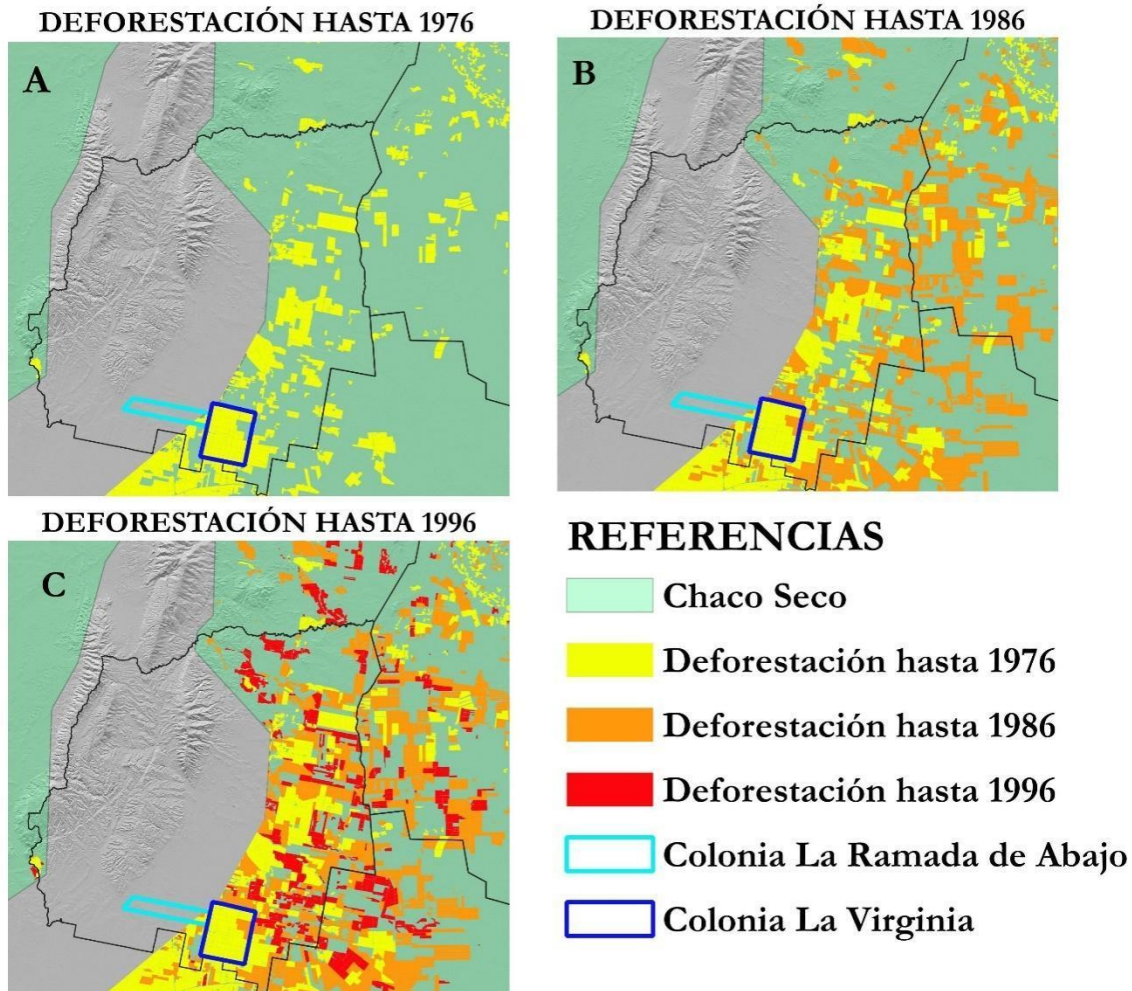 DEFORESTACIÓN HASTA 1976
A
DEFORESTACIÓN HASTA 1986
B
DEFORESTACIÓN HASTA 1996
C
REFERENCIAS
Chaco Seco
Deforestación hasta 1976
Deforestación hasta 1986
Deforestación hasta 1996
Colonia La Ramada de Abajo
Colonia La Virginia